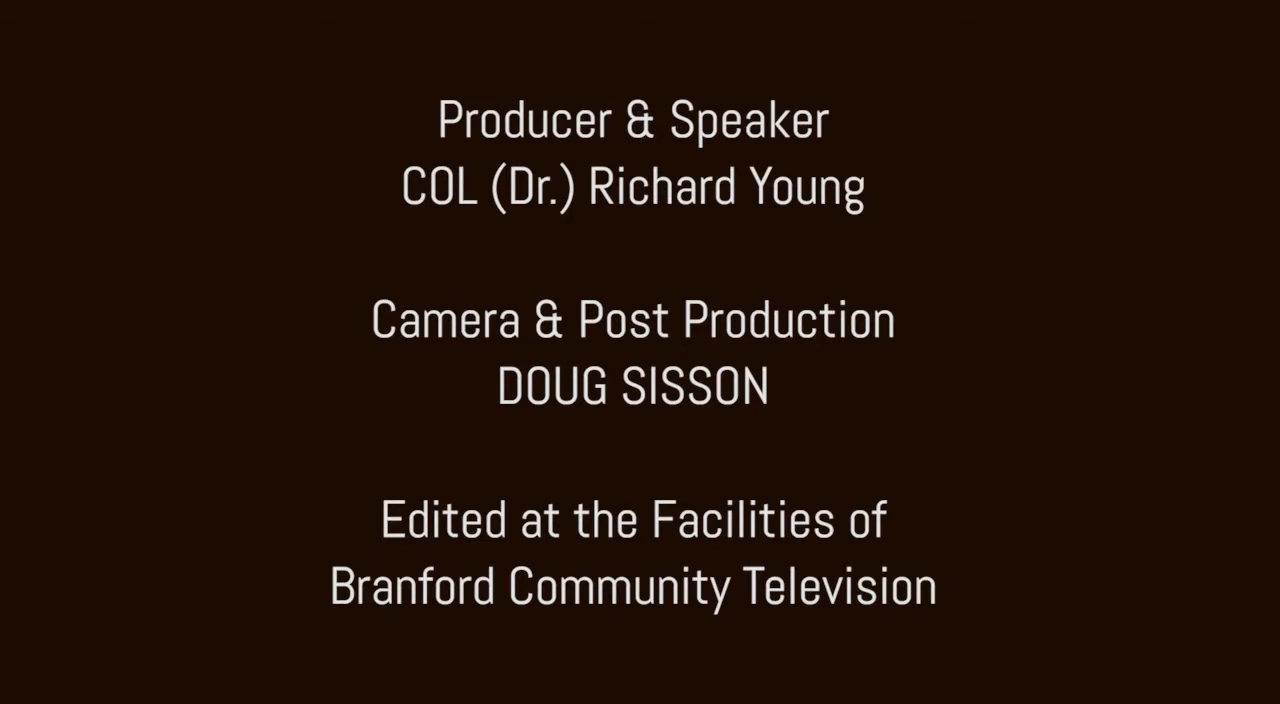 Producer & Speaker
COL (Dr.) Richard Young
Camera & Post Production
DOUG SISSON
Edited at the Facilities of
Branford Community Television